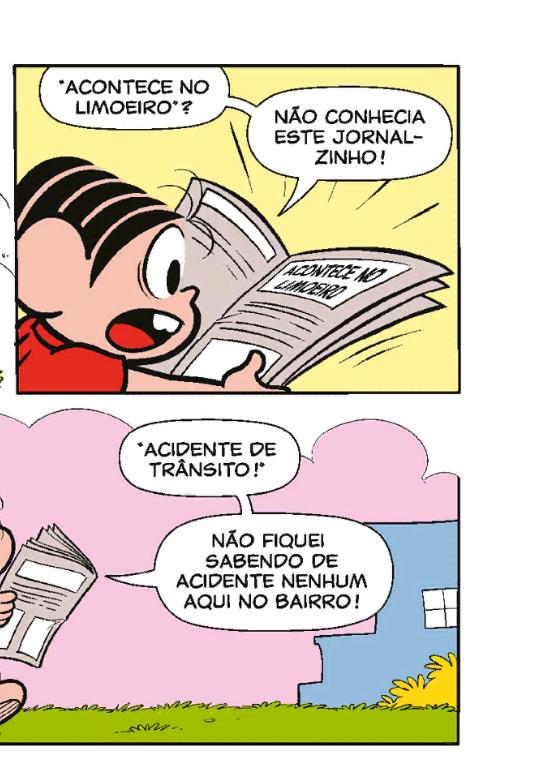 "ACONTECE NO
LIMOEIRO"?
NÃO CONHECIA
ESTE JORNAL-
ZINHO!
ACONTECE NO
LIMOEIRO
"ACIDENTE DE
TRÂNSITO!"
NÃO FIQUEI
SABENDO DE
ACIDENTE NENHUM
AQUI NO BAIRRO!